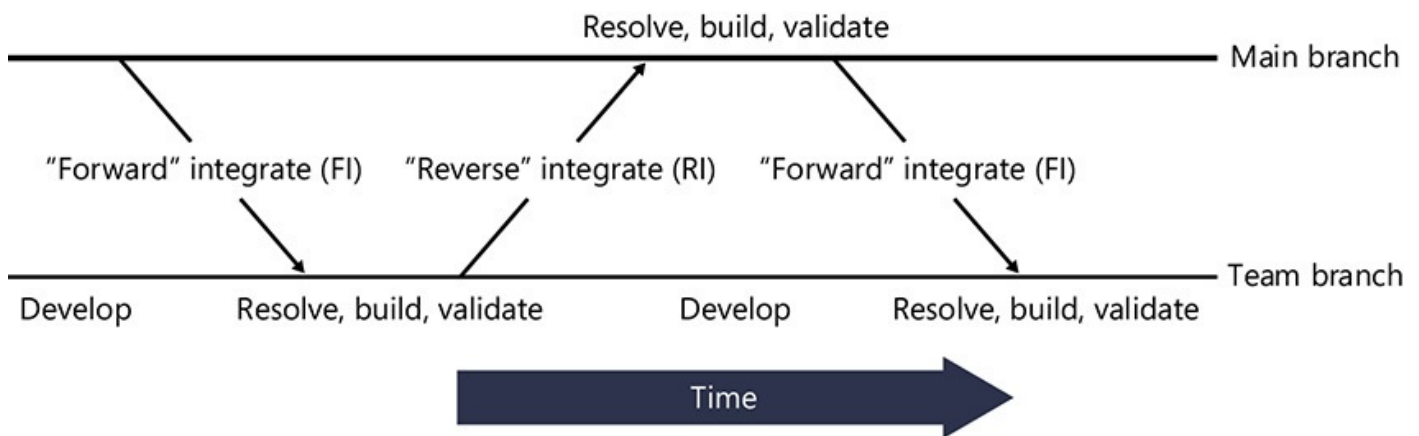 Resolve, build, validate
Main branch
“Forward” integrate (FI)
“Reverse” integrate (RI)
“Forward” integrate (FI)
Team branch
Develop
Resolve, build, validate
Develop
Resolve, build, validate
Time